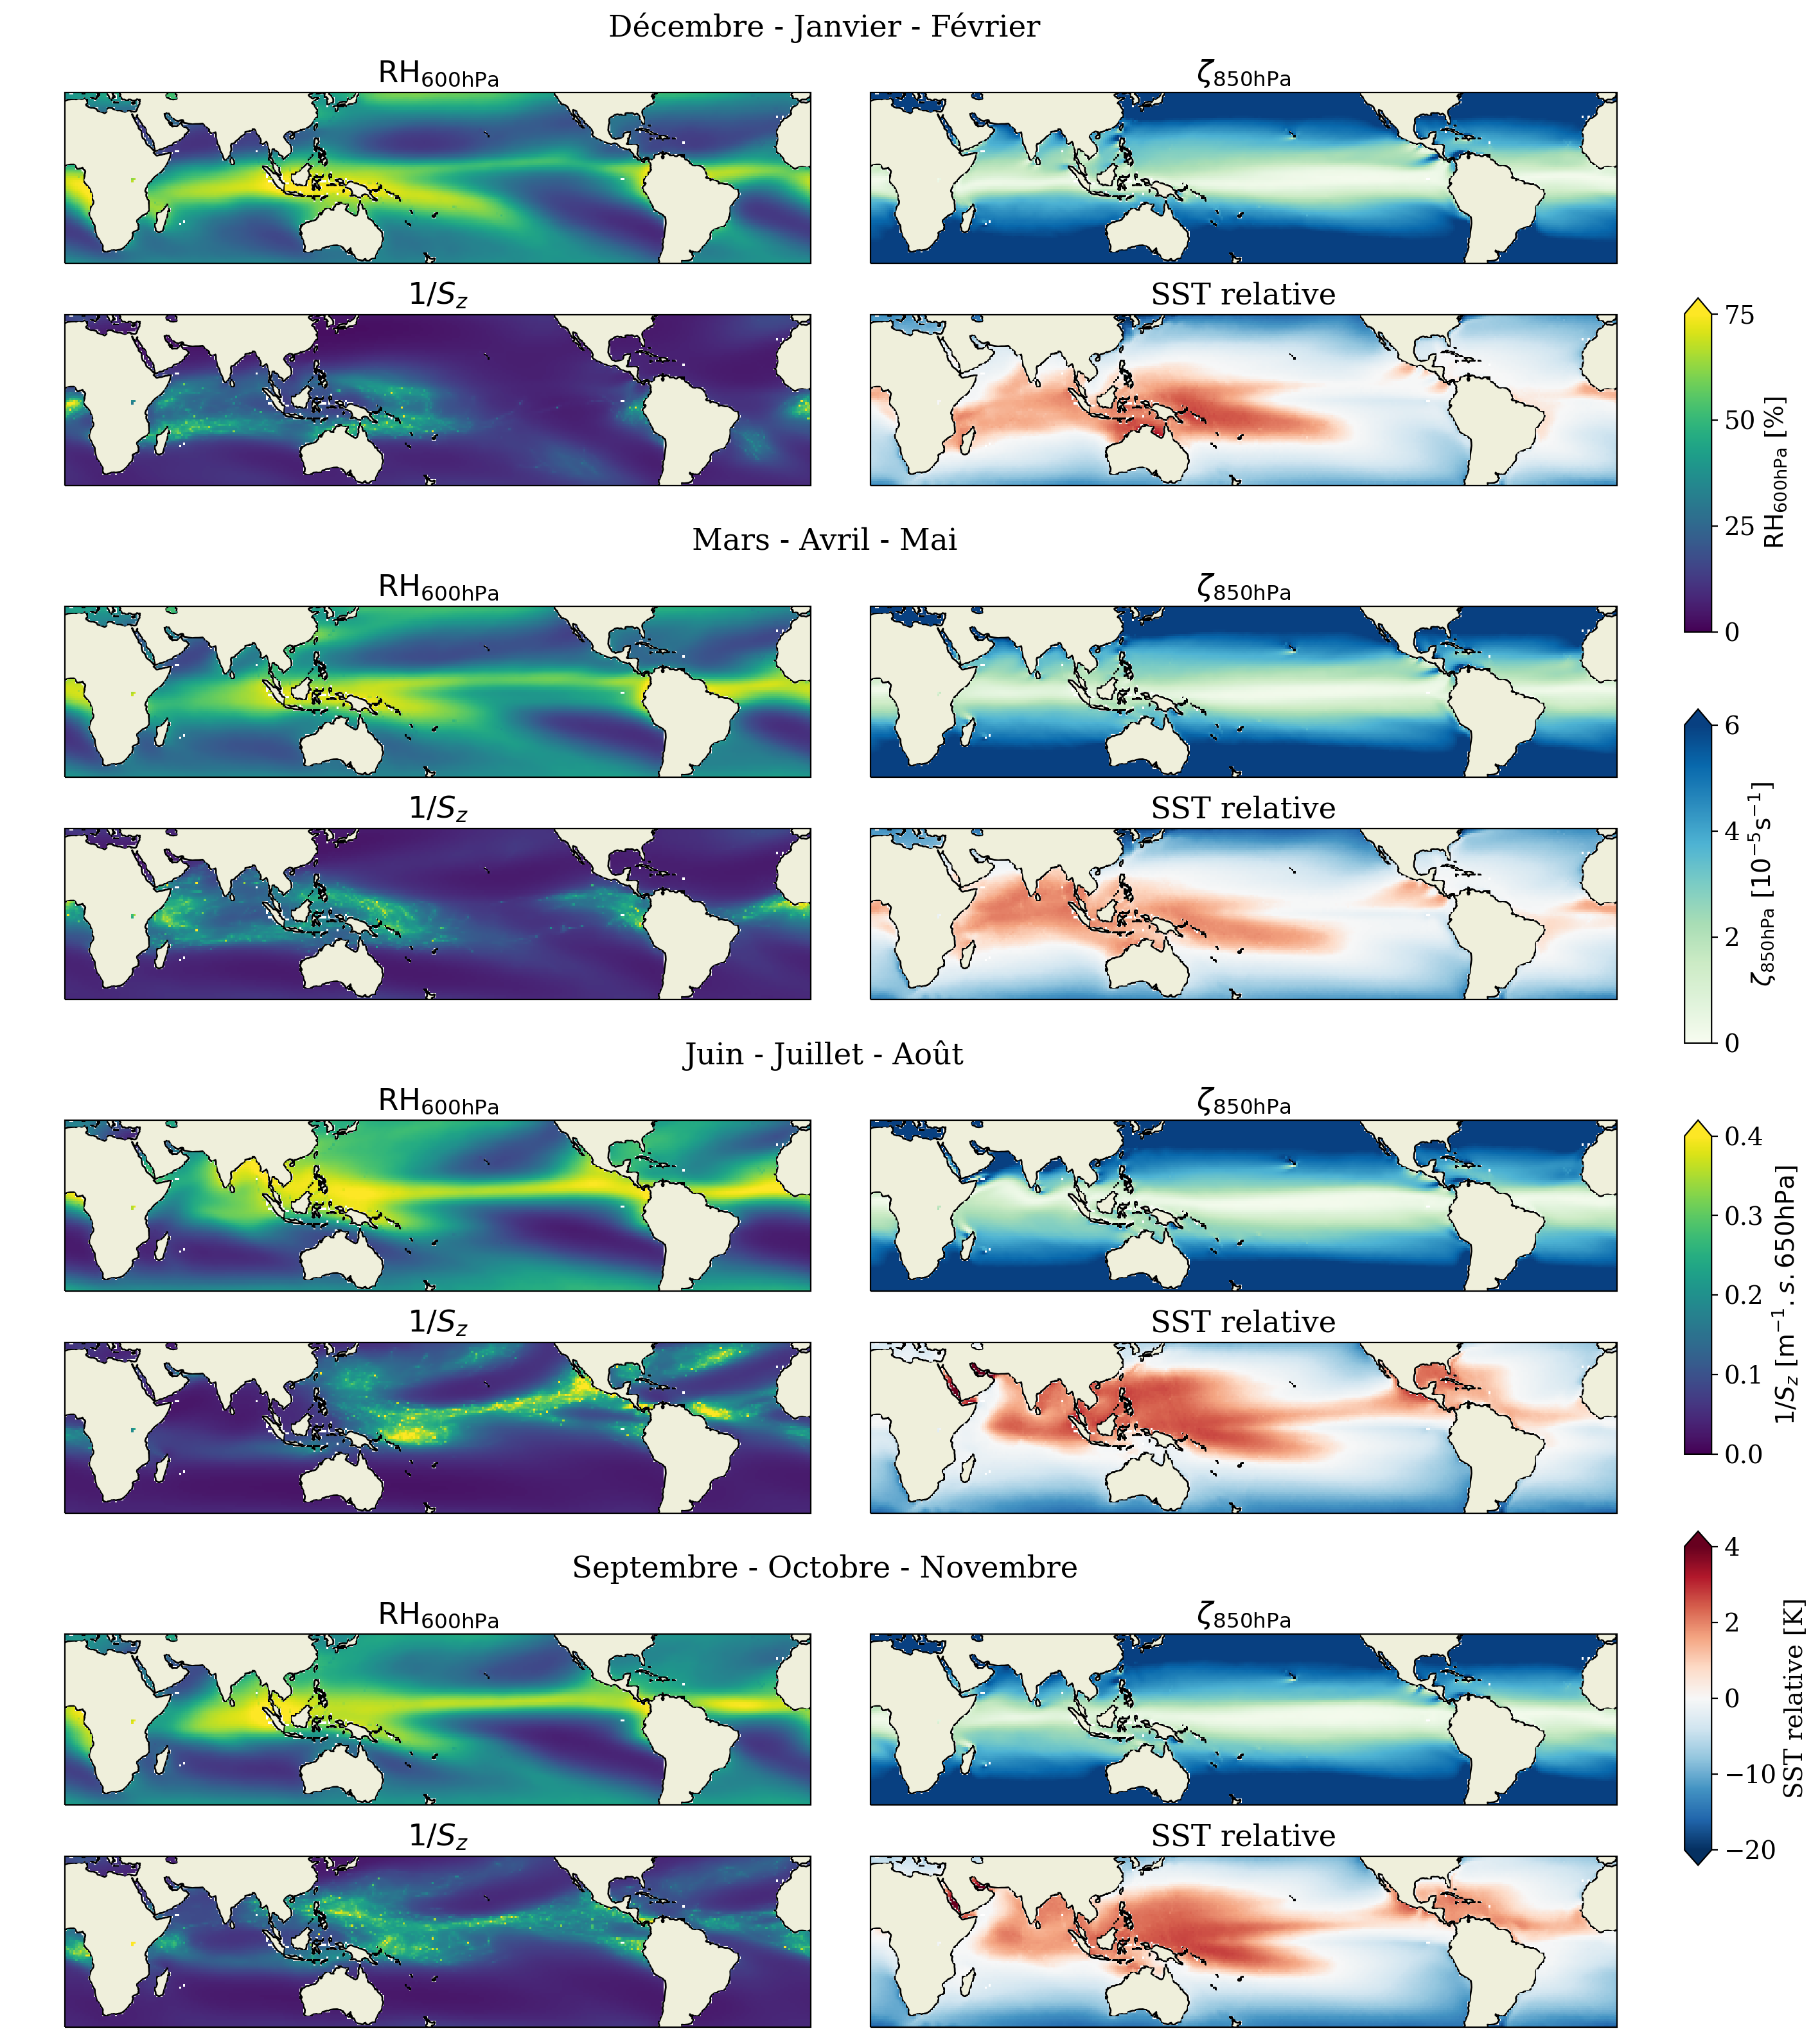 Décembre - Janvier - Février
RH600hPa
ζ850hPa
1/Sz
SST relative
Mars - Avril - Mai
RH600hPa
ζ850hPa
1/Sz
SST relative
Juin - Juillet - Août
RH600hPa
ζ850hPa
1/Sz
SST relative
Septembre - Octobre - Novembre
RH600hPa
ζ850hPa
1/Sz
SST relative
75
50
25
0
RH600hPa [%]
6
4
2
0
ζ850hPa [10−5s−1]
0.4
0.3
0.2
0.1
0.0
1/Sz [m−1.s.650hPa]
4
2
0
−10
−20
SST relative [K]